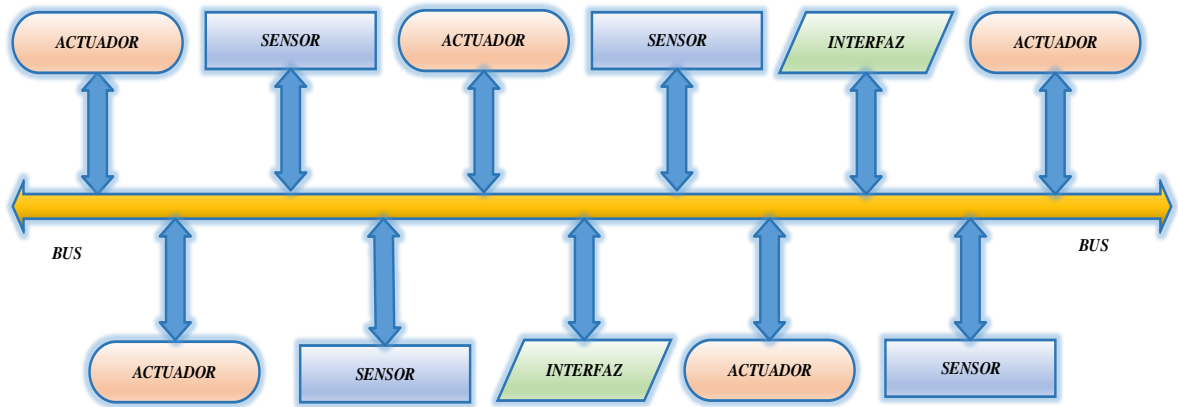 ACTUADOR
SENSOR
ACTUADOR
SENSOR
INTERFAZ
ACTUADOR
BUS
BUS
ACTUADOR
SENSOR
INTERFAZ
ACTUADOR
SENSOR